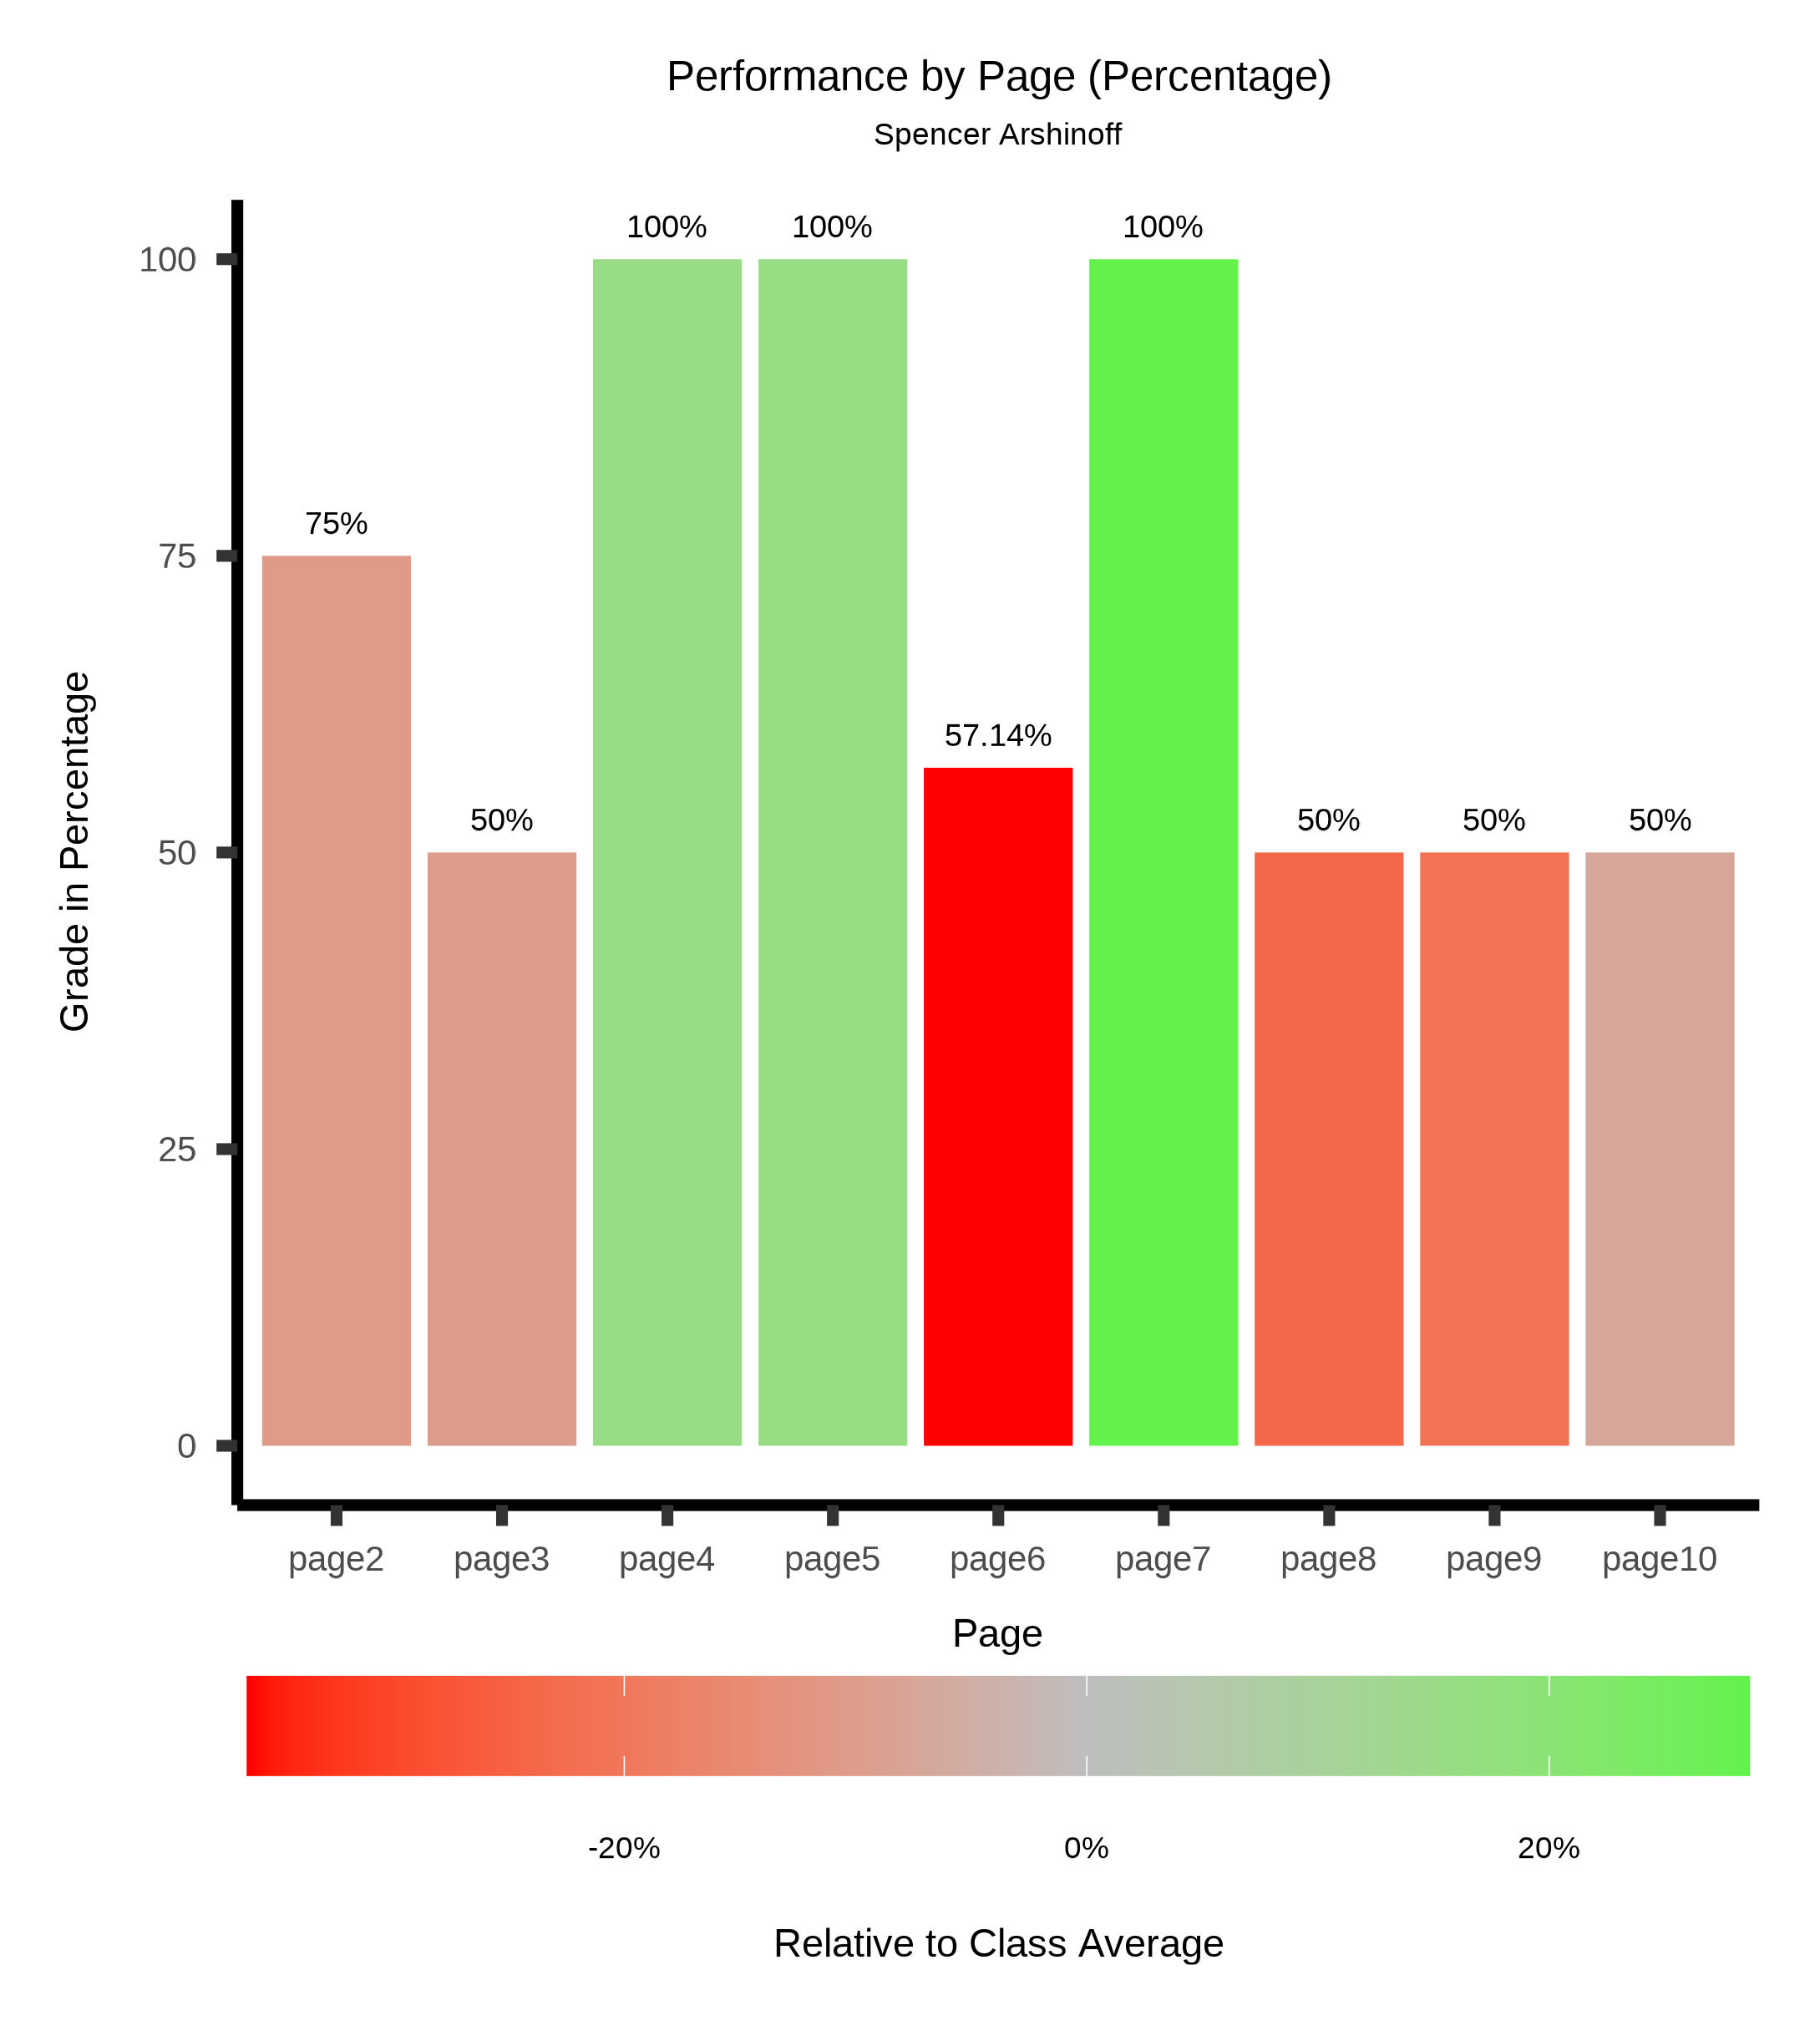 Performance by Page (Percentage)
Spencer Arshinoff
100% 100% 100%
100
75%
75
57.14%
50% 50% 50% 50%
50
25
0
Grade in Percentage
page2 page3 page4 page5 page6 page7 page8 page9 page10
Page
-20% 0% 20%
Relative to Class Average